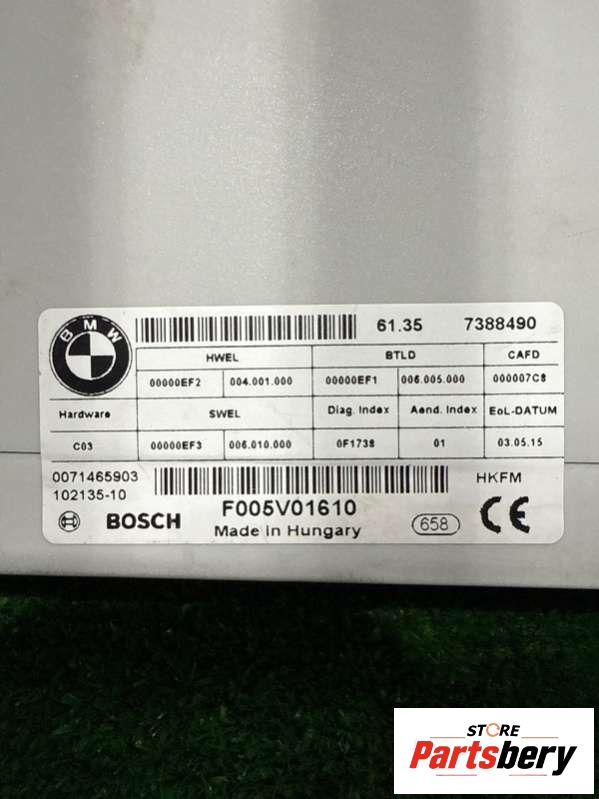 BMW
61.35 7388490
HWEL BTLD CAFD
00000EF2 004.001.000 00000EF1 006.005.000 000007C8
Hardware SWEL Diag. Index Aend. Index EoL-DATUM
C03 00000EF3 006.010.000 0F1738 01 03.05.15
0071465903
102135-10
HKFM
BOSCH F005V01610
Made in Hungary
658 CE
STORE
Partsbery